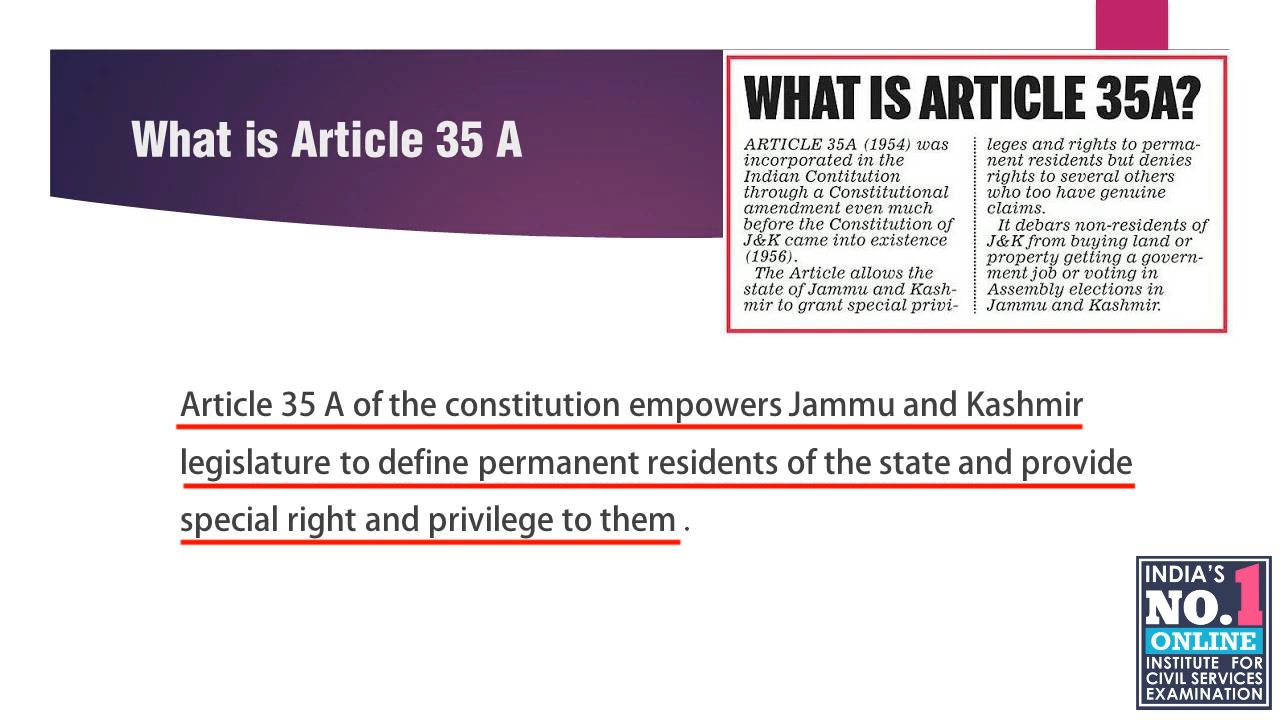 What is Article 35 A
WHAT IS ARTICLE 35A?
ARTICLE 35A (1954) was
incorporated in the
Indian Contitution
through a Constitutional
amendment even much
before the Constitution of
J&K came into existence
(1956).
The Article allows the
state of Jammu and Kash-
mir to grant special privi-
leges and rights to perma-
nent residents but denies
rights to several others
who too have genuine
claims.
It debars non-residents of
J&K from buying land or
property getting a govern-
ment job or voting in
Assembly elections in
Jammu and Kashmir.
Article 35 A of the constitution empowers Jammu and Kashmir
legislature to define permanent residents of the state and provide
special right and privilege to them .
INDIA'S
NO.1
ONLINE
INSTITUTE FOR
CIVIL SERVICES
EXAMINATION